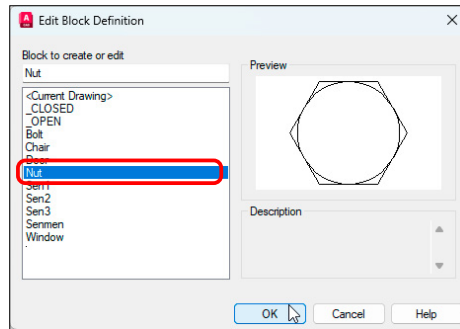 Edit Block Definition
Block to create or edit
Nut
<Current Drawing>
_CLOSED
_OPEN
Bolt
Chair
Door
Nut
Sen1
Sen2
Sen3
Senmen
Window
Preview
Description
OK
Cancel
Help